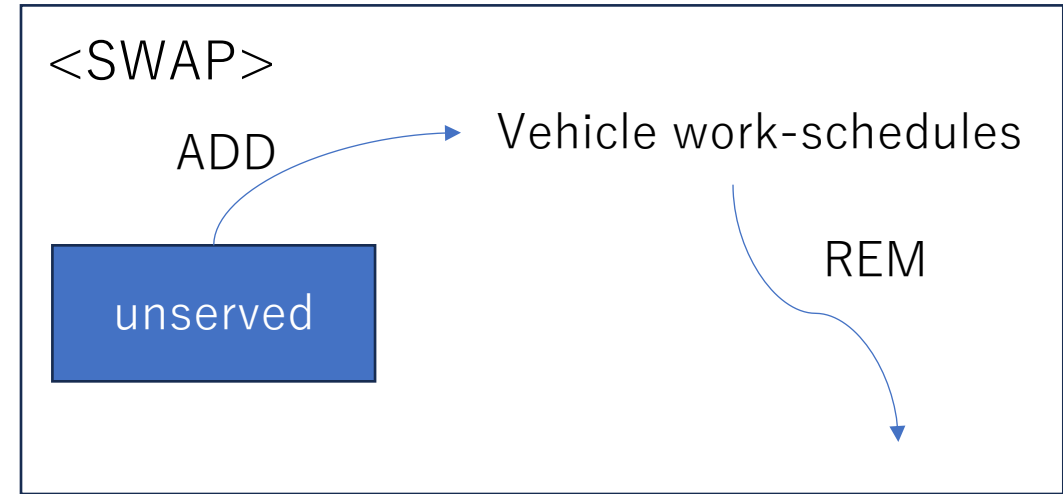 <SWAP>
ADD
Vehicle work-schedules
REM
unserved